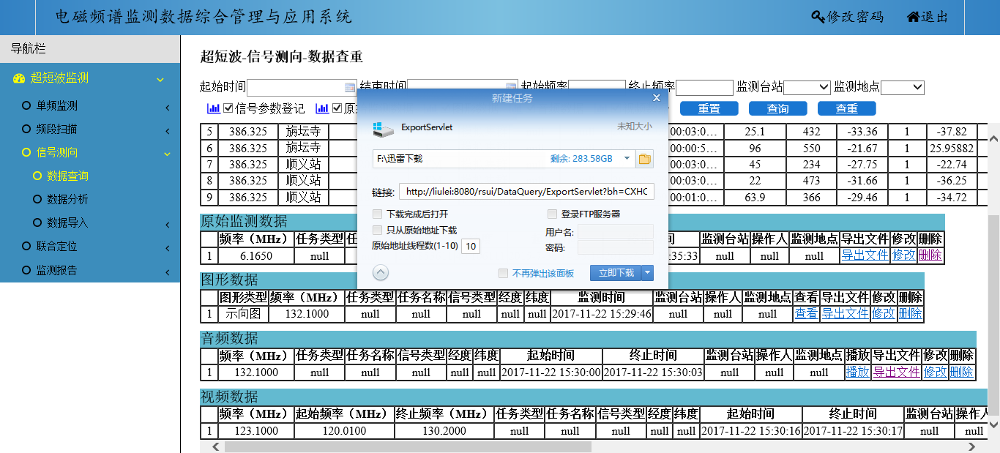 电磁频谱监测数据综合管理与应用系统 修改密码 退出
导航栏
超短波监测
单频监测
频段扫描
信号测向
数据查询
数据分析
数据导入
联合定位
监测报告
超短波-信号测向-数据查重
起始时间 结束时间 起始频率 终止频率 监测台站 监测地点
信号参数登记 原 重置 查询 查重
5 386.325 旃坛寺 00:03:0… 25.1 432 -33.36 1 -37.82
6 386.325 旃坛寺 00:00:5… 96 550 -21.67 1 25.95882
7 386.325 顺义站 00:03:0… 45 234 -27.75 1 -22.74
8 386.325 顺义站 00:03:0… 22 473 -31.66 1 -36.25
9 386.325 顺义站 00:01:0… 63.9 366 -29.46 1 -34.72
新建任务
ExportServlet 未知大小
F:\迅雷下载 剩余: 283.58GB
链接: http://liulei:8080/rsui/DataQuery/ExportServlet?bh=CXHC
下载完成后打开 登录FTP服务器
只从原始地址下载 用户名:
原始地址线程数(1-10) 10 密码:
不再弹出该面板 立即下载
原始监测数据
频率（MHz） 任务类型 间 监测台站 操作人 监测地点 导出文件 修改 删除
1 6.1650 null :35:33 null null null 导出文件 修改 删除
图形数据
图形类型 频率（MHz） 任务类型 任务名称 信号类型 经度 纬度 监测时间 监测台站 操作人 监测地点 查看 导出文件 修改 删除
1 示向图 132.1000 null null null null null 2017-11-22 15:29:46 null null null 查看 导出文件 修改 删除
音频数据
频率（MHz） 任务类型 任务名称 信号类型 经度 纬度 起始时间 终止时间 监测台站 操作人 监测地点 播放 导出文件 修改 删除
1 132.1000 null null null null null 2017-11-22 15:30:00 2017-11-22 15:30:03 null null null 播放 导出文件 修改 删除
视频数据
频率（MHz） 起始频率（MHz） 终止频率（MHz） 任务类型 任务名称 信号类型 经度 纬度 起始时间 终止时间 监测台站 操作人
1 123.1000 120.0100 130.2000 null null null null null 2017-11-22 15:30:16 2017-11-22 15:30:17 null null